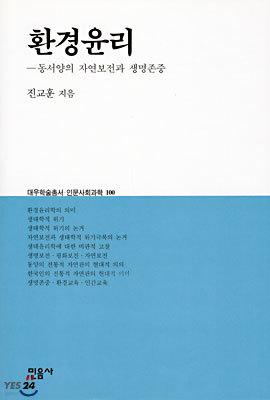 환경윤리
—동서양의 자연보전과 생명존중
진교훈 지음
대우학술총서 인문사회과학 100
환경윤리학의 의미
생태학적 위기
생태학적 위기의 논거
자연보전과 생태학적 위기극복의 논거
생태윤리학에 대한 비판적 고찰
생명보전 · 평화보전 · 자연보전
동양의 전통적 자연관의 현대적 의의
한국인의 전통적 자연관의 현대적 의미
생명존중 · 환경교육 · 인간교육
민음사
YES24
.com